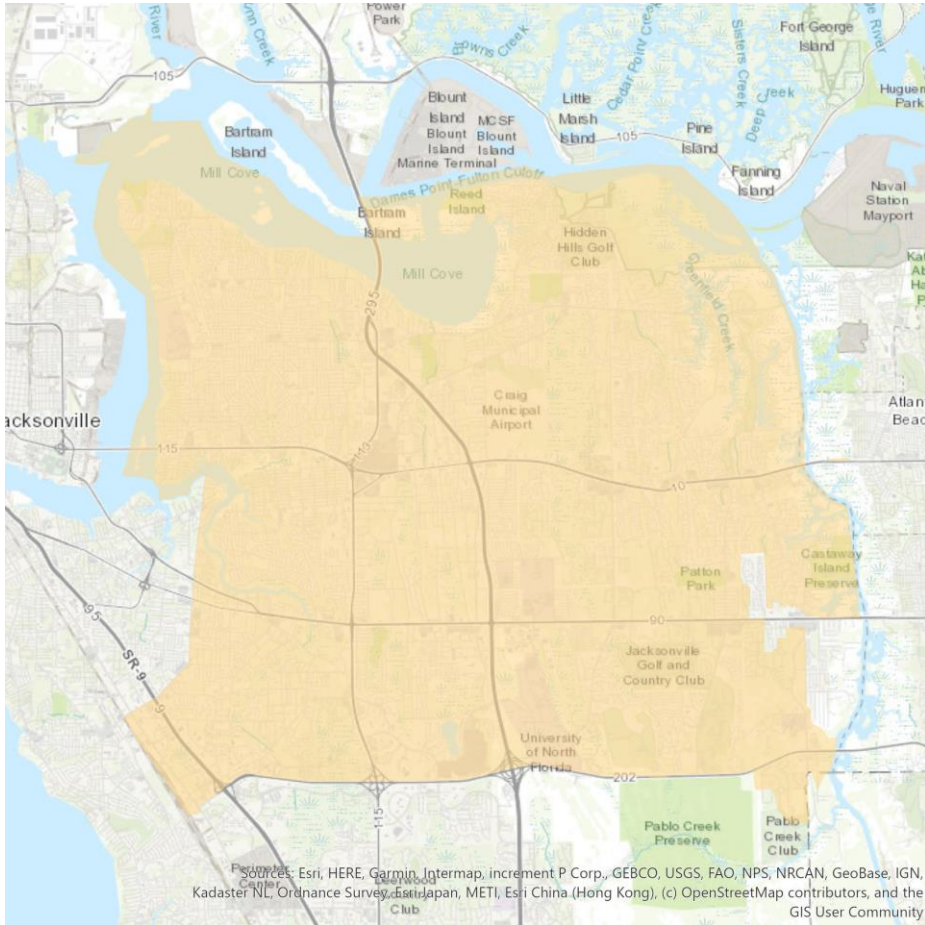 River
nn Creek
Power
Park
Browns Creek
Cedar Point Creek
Sisters Creek
Deep Creek
Fort George
Island
ge River
105
Hugueno
Park
Blount
Island
Blount
Island
Marine Terminal
MCSF
Blount
Island
Little
Marsh
Island
105
Pine
Island
Fanning
Island
Naval
Station
Mayport
Bartram
Island
Mill Cove
Dames Point-Fulton Cutoff
Reed
Island
Bartram
Island
Hidden
Hills Golf
Club
Mill Cove
Greenfield Creek
295
Craig
Municipal
Airport
acksonville
Atlan
Beac
115
113
10
Castaway
Island
Preserve
Patton
Park
90
Jacksonville
Golf and
Country Club
95
SR-9
9
University
of North
Florida
202
115
Pablo Creek
Preserve
Pablo
Creek
Club
Perimeter
Center
Deerwood
Club
Sources: Esri, HERE, Garmin, Intermap, increment P Corp., GEBCO, USGS, FAO, NPS, NRCAN, GeoBase, IGN,
Kadaster NL, Ordnance Survey, Esri Japan, METI, Esri China (Hong Kong), (c) OpenStreetMap contributors, and the
GIS User Community